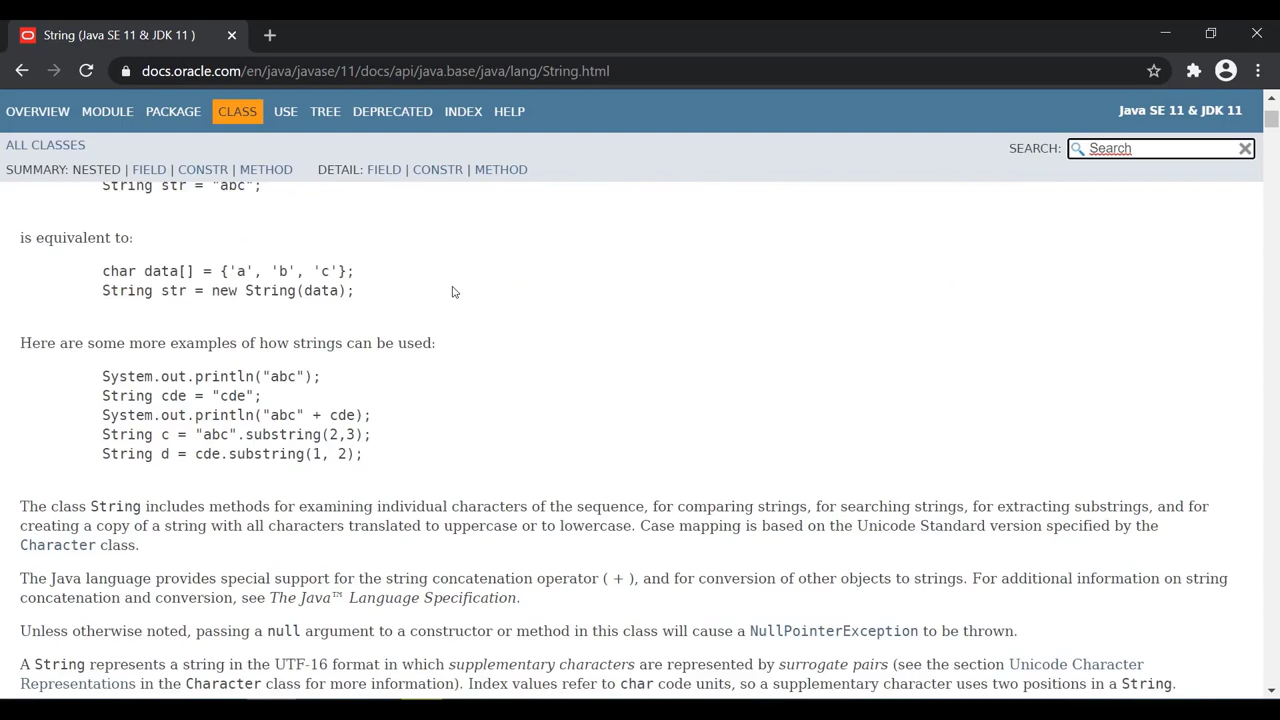 String (Java SE 11 & JDK 11 )
docs.oracle.com/en/java/javase/11/docs/api/java.base/java/lang/String.html
OVERVIEW MODULE PACKAGE CLASS USE TREE DEPRECATED INDEX HELP Java SE 11 & JDK 11
ALL CLASSES SEARCH: Search
SUMMARY: NESTED | FIELD | CONSTR | METHOD DETAIL: FIELD | CONSTR | METHOD
String str = "abc";
is equivalent to:
char data[] = {'a', 'b', 'c'};
String str = new String(data);
Here are some more examples of how strings can be used:
System.out.println("abc");
String cde = "cde";
System.out.println("abc" + cde);
String c = "abc".substring(2,3);
String d = cde.substring(1, 2);
The class String includes methods for examining individual characters of the sequence, for comparing strings, for searching strings, for extracting substrings, and for
creating a copy of a string with all characters translated to uppercase or to lowercase. Case mapping is based on the Unicode Standard version specified by the
Character class.
The Java language provides special support for the string concatenation operator ( + ), and for conversion of other objects to strings. For additional information on string
concatenation and conversion, see The Java™ Language Specification.
Unless otherwise noted, passing a null argument to a constructor or method in this class will cause a NullPointerException to be thrown.
A String represents a string in the UTF-16 format in which supplementary characters are represented by surrogate pairs (see the section Unicode Character
Representations in the Character class for more information). Index values refer to char code units, so a supplementary character uses two positions in a String.